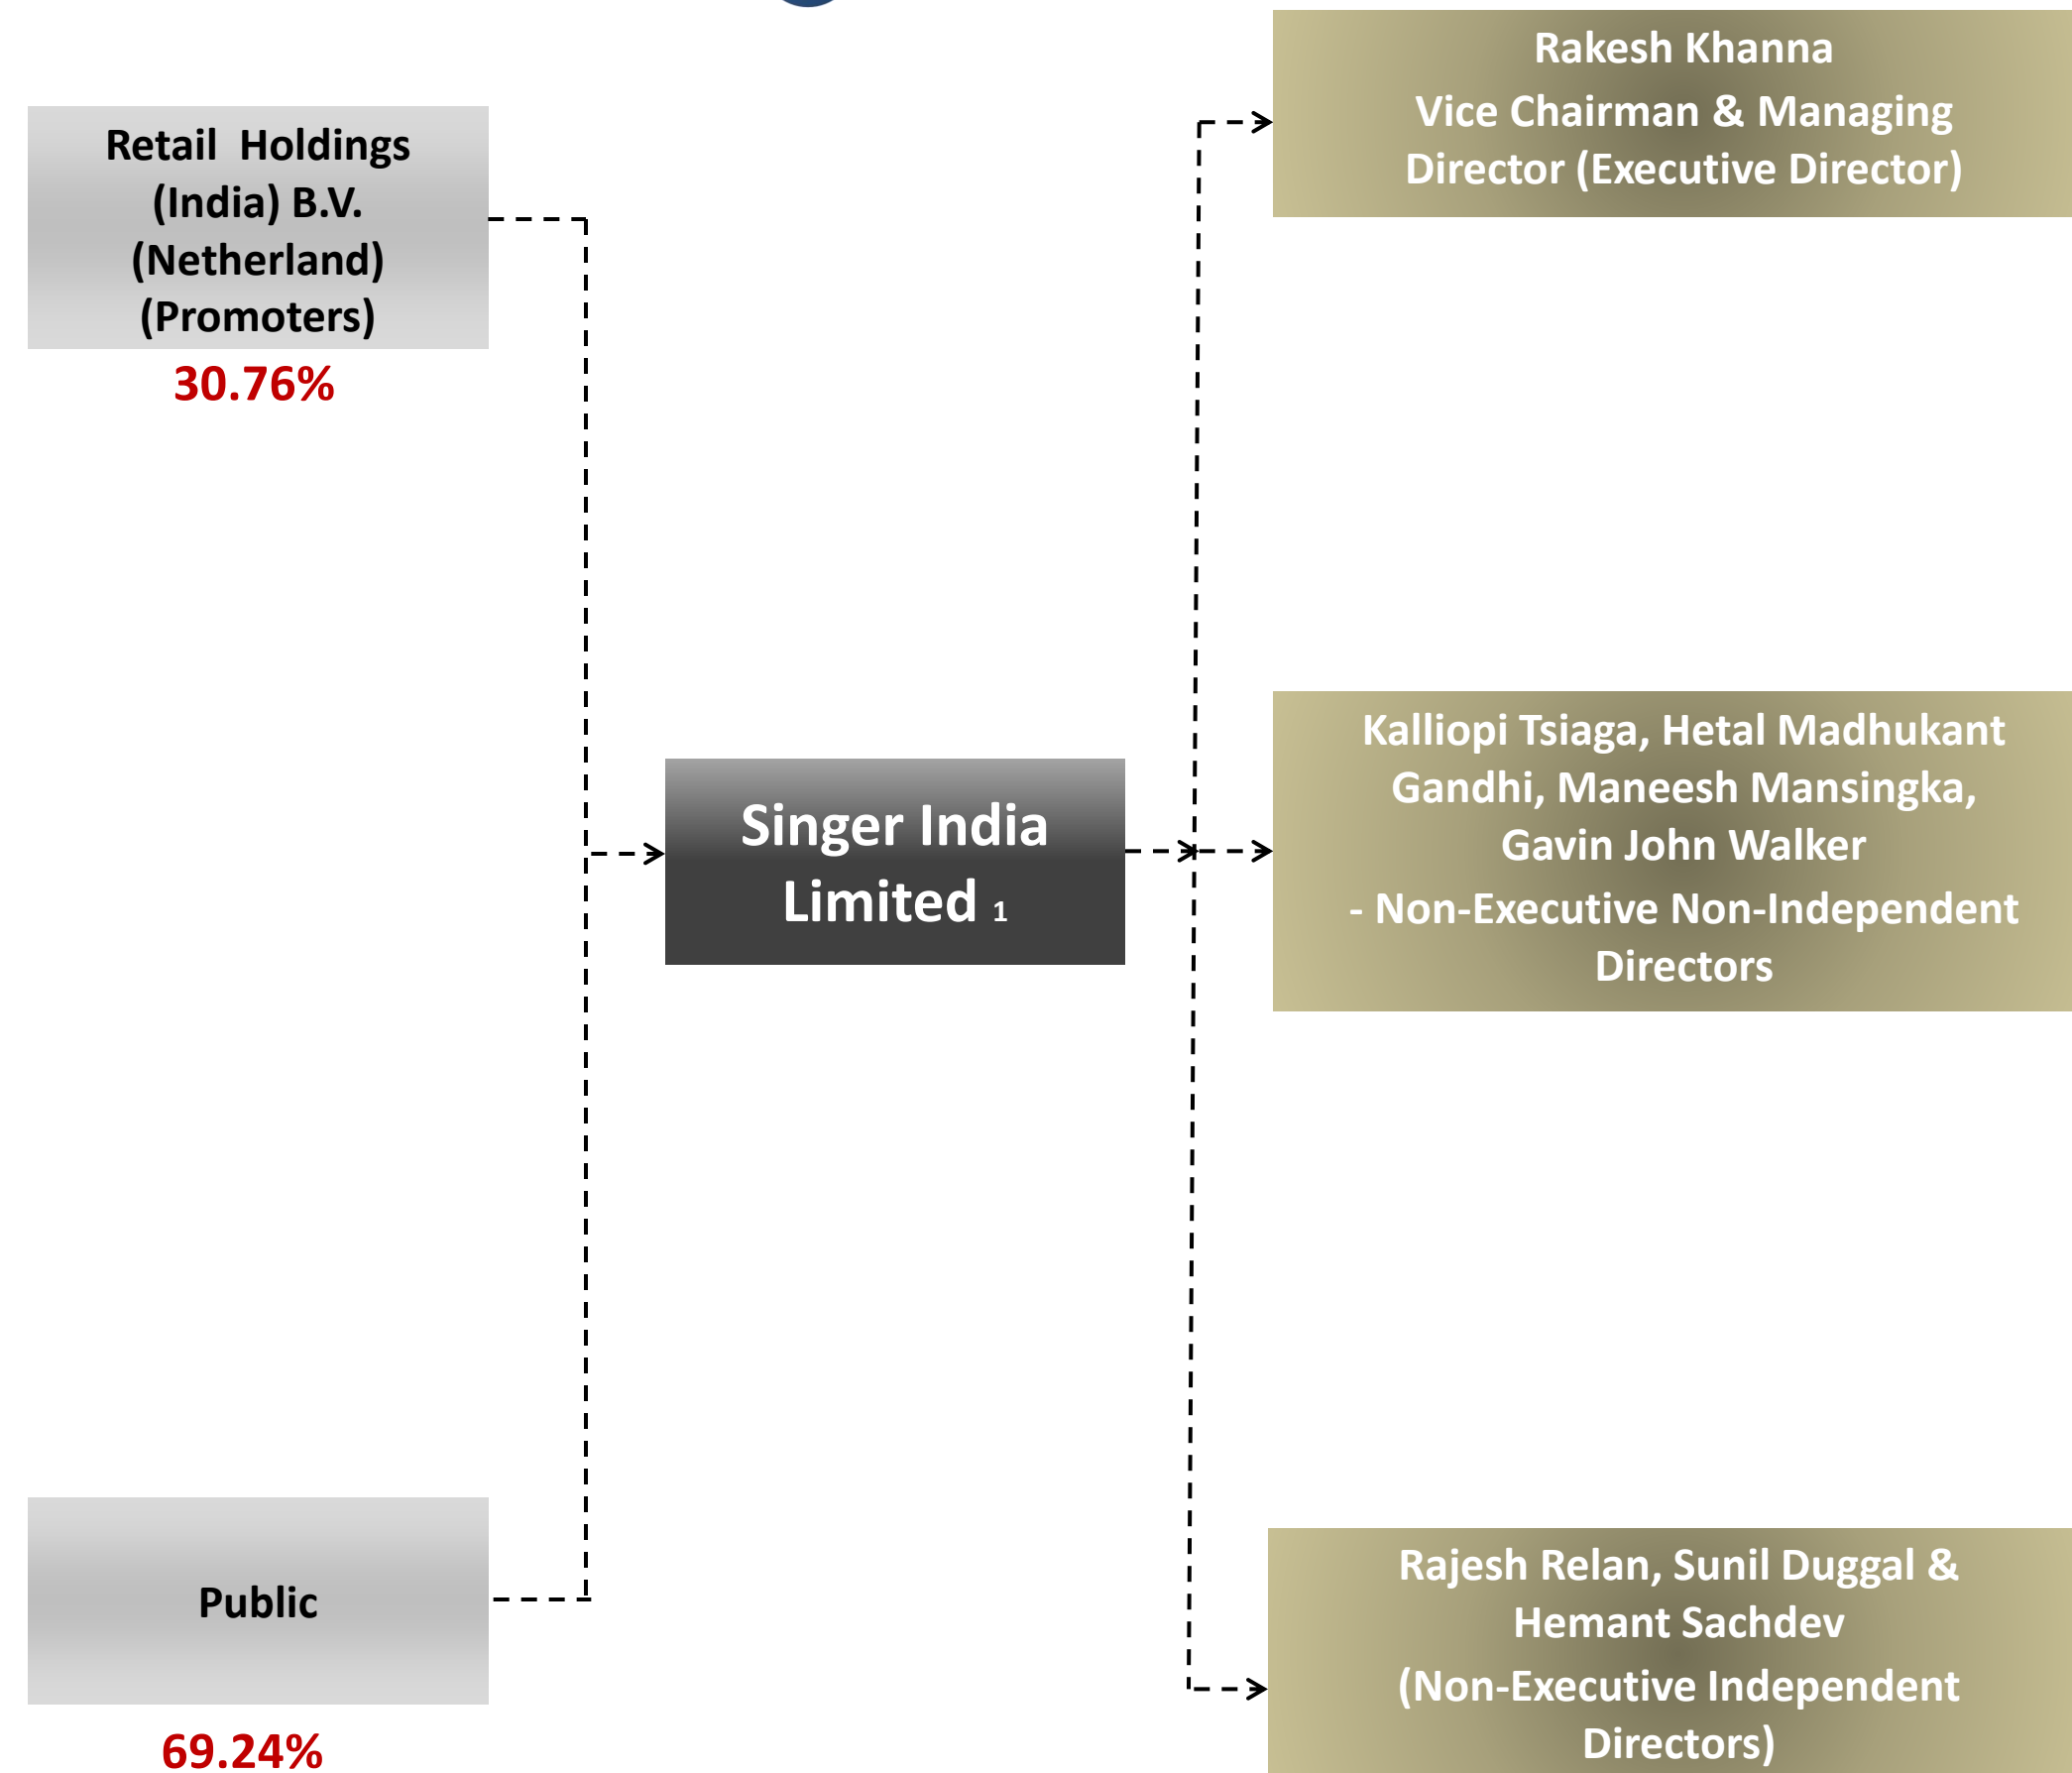 Retail Holdings
(India) B.V.
(Netherland)
(Promoters)
30.76%
Public
69.24%
Singer India
Limited 1
Rakesh Khanna
Vice Chairman & Managing
Director (Executive Director)
Kalliopi Tsiaga, Hetal Madhukant
Gandhi, Maneesh Mansingka,
Gavin John Walker
- Non-Executive Non-Independent
Directors
Rajesh Relan, Sunil Duggal &
Hemant Sachdev
(Non-Executive Independent
Directors)